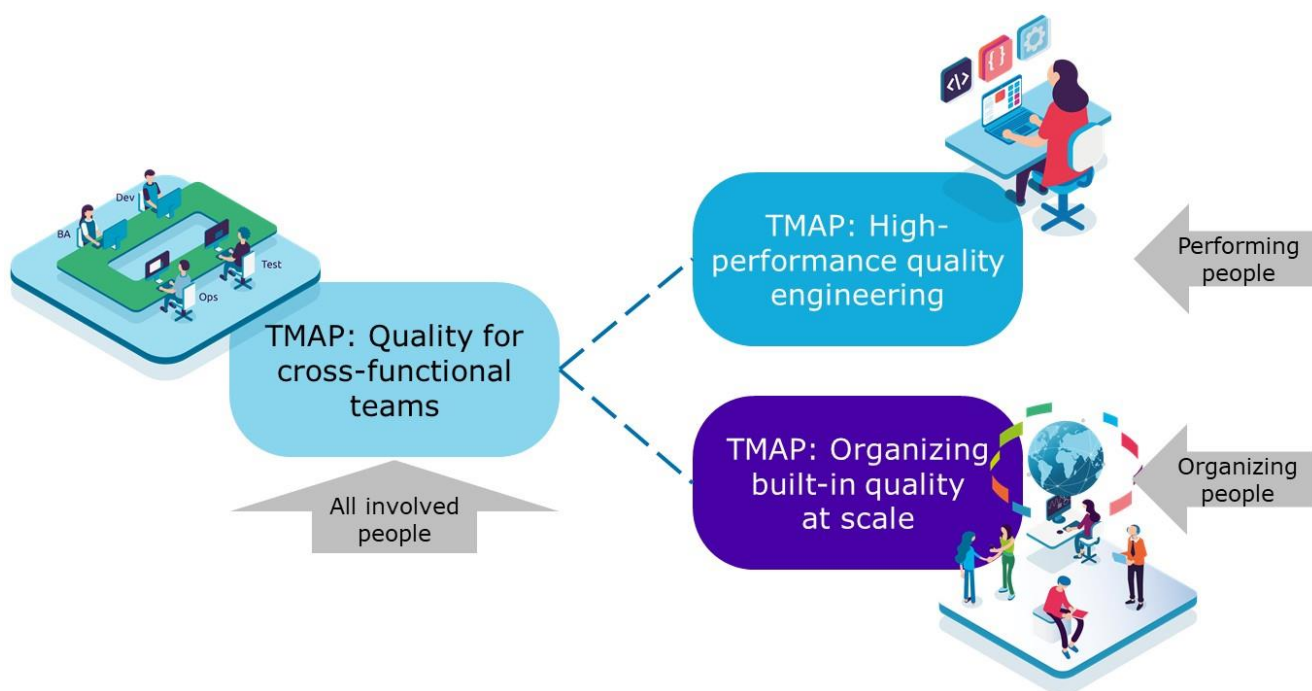 Dev
BA
Test
Ops
TMAP: Quality for
cross-functional
teams
All involved
people
</>
{ }
TMAP: High-
performance quality
engineering
Performing
people
TMAP: Organizing
built-in quality
at scale
Organizing
people